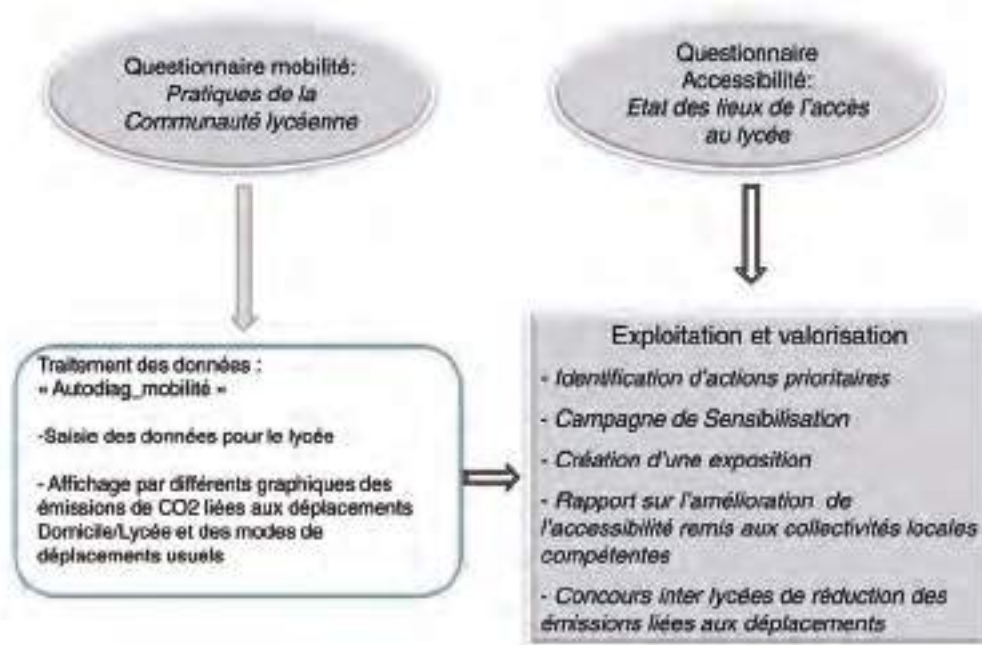 Questionnaire mobilité:
Pratiques de la
Communauté lycéenne
Questionnaire
Accessibilité:
Etat des lieux de l'accès
au lycée
Traitement des données :
« Autodiag_mobilité »
-Saisie des données pour le lycée
- Affichage par différents graphiques des
émissions de CO2 liées aux déplacements
Domicile/Lycée et des modes de
déplacements usuels
Exploitation et valorisation
- Identification d'actions prioritaires
- Campagne de Sensibilisation
- Création d'une exposition
- Rapport sur l'amélioration de
l'accessibilité remis aux collectivités locales
compétentes
- Concours inter lycées de réduction des
émissions liées aux déplacements